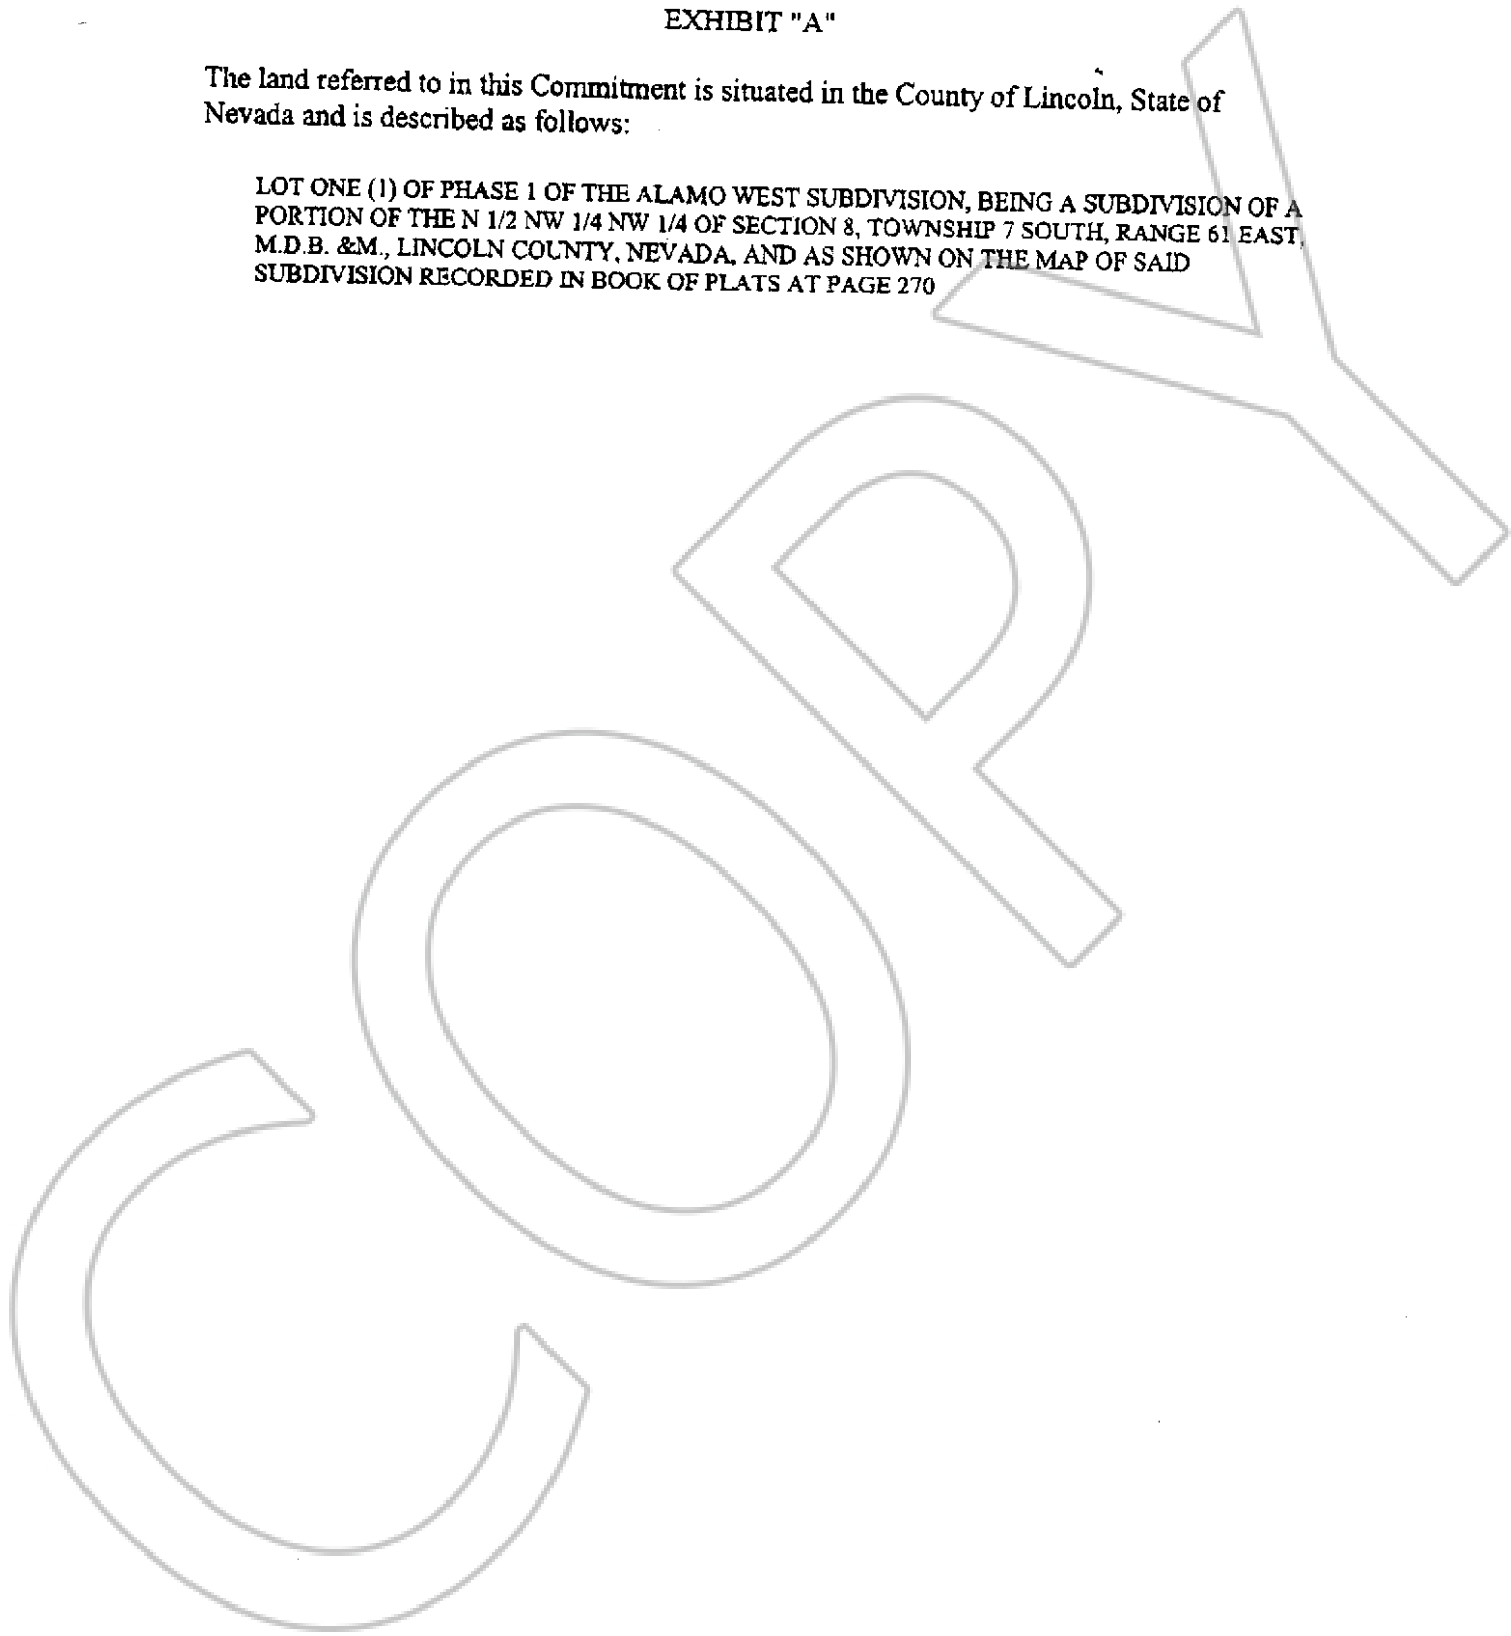 EXHIBIT "A"
The land referred to in this Commitment is situated in the County of Lincoln, State of
Nevada and is described as follows:
LOT ONE (1) OF PHASE 1 OF THE ALAMO WEST SUBDIVISION, BEING A SUBDIVISION OF A
PORTION OF THE N 1/2 NW 1/4 NW 1/4 OF SECTION 8, TOWNSHIP 7 SOUTH, RANGE 61 EAST,
M.D.B. &M., LINCOLN COUNTY, NEVADA, AND AS SHOWN ON THE MAP OF SAID
SUBDIVISION RECORDED IN BOOK OF PLATS AT PAGE 270
COPY